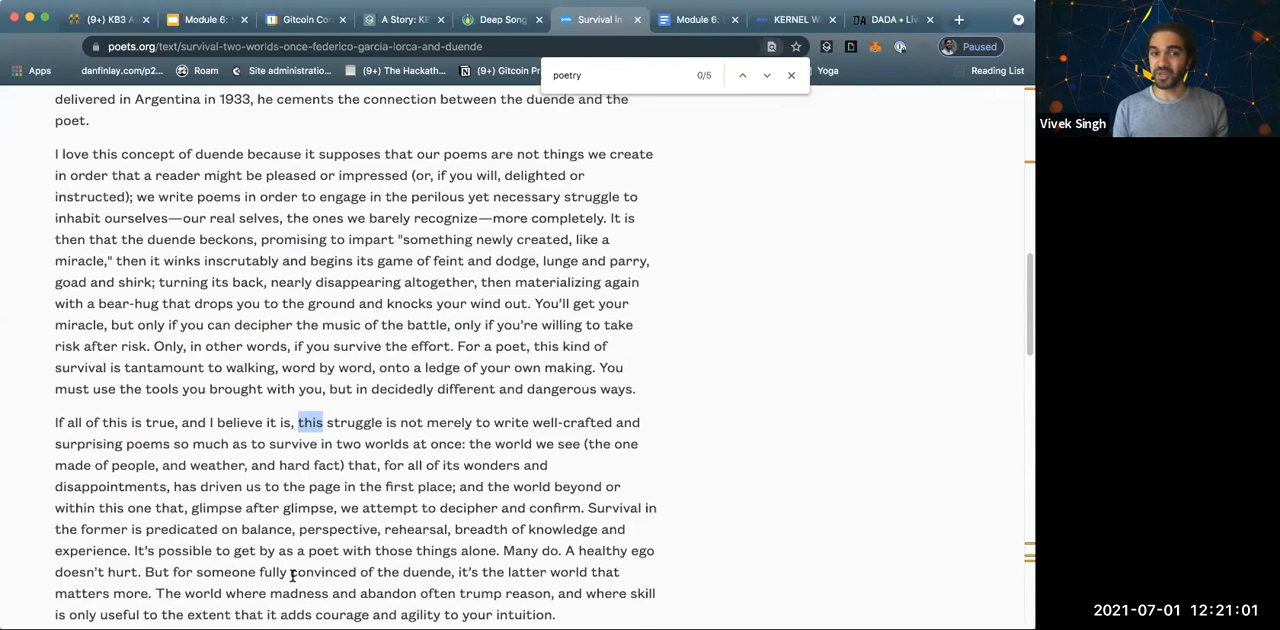 (9+) KB3 A
Module 6:
Gitcoin Co
A Story: KE
Deep Song
Survival in
Module 6:
KERNEL W
DADA • Liv
poets.org/text/survival-two-worlds-once-federico-garcia-lorca-and-duende
Paused
Apps
danfinlay.com/p2...
Roam
Site administratio...
(9+) The Hackath...
(9+) Gitcoin Pr
Yoga
Reading List
poetry
0/5
delivered in Argentina in 1933, he cements the connection between the duende and the
poet.
I love this concept of duende because it supposes that our poems are not things we create
in order that a reader might be pleased or impressed (or, if you will, delighted or
instructed); we write poems in order to engage in the perilous yet necessary struggle to
inhabit ourselves—our real selves, the ones we barely recognize—more completely. It is
then that the duende beckons, promising to impart "something newly created, like a
miracle," then it winks inscrutably and begins its game of feint and dodge, lunge and parry,
goad and shirk; turning its back, nearly disappearing altogether, then materializing again
with a bear-hug that drops you to the ground and knocks your wind out. You'll get your
miracle, but only if you can decipher the music of the battle, only if you're willing to take
risk after risk. Only, in other words, if you survive the effort. For a poet, this kind of
survival is tantamount to walking, word by word, onto a ledge of your own making. You
must use the tools you brought with you, but in decidedly different and dangerous ways.
If all of this is true, and I believe it is, this struggle is not merely to write well-crafted and
surprising poems so much as to survive in two worlds at once: the world we see (the one
made of people, and weather, and hard fact) that, for all of its wonders and
disappointments, has driven us to the page in the first place; and the world beyond or
within this one that, glimpse after glimpse, we attempt to decipher and confirm. Survival in
the former is predicated on balance, perspective, rehearsal, breadth of knowledge and
experience. It's possible to get by as a poet with those things alone. Many do. A healthy ego
doesn't hurt. But for someone fully convinced of the duende, it's the latter world that
matters more. The world where madness and abandon often trump reason, and where skill
is only useful to the extent that it adds courage and agility to your intuition.
Vivek Singh
2021-07-01 12:21:01